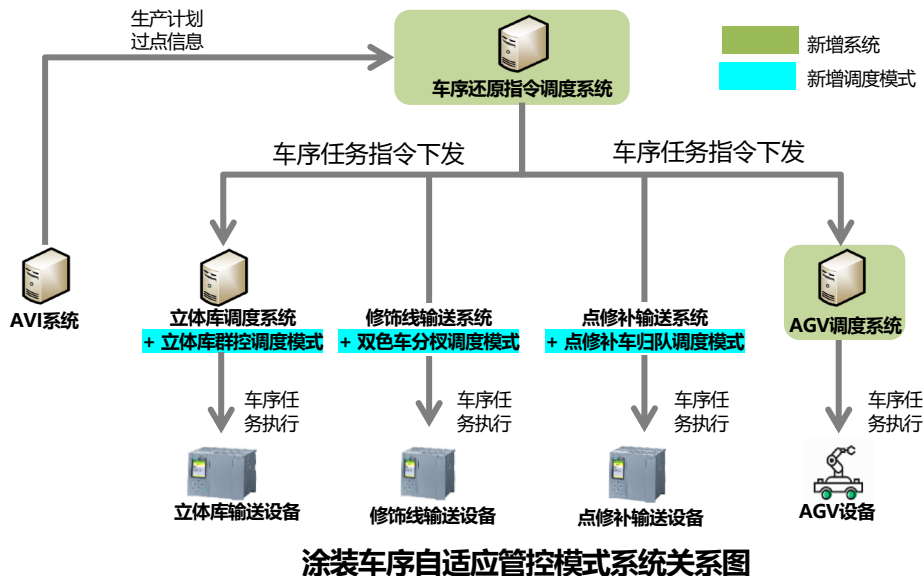 生产计划
过点信息
车序还原指令调度系统
新增系统
新增调度模式
车序任务指令下发
车序任务指令下发
AVI系统
立体库调度系统
+ 立体库群控调度模式
修饰线输送系统
+ 双色车分杈调度模式
点修补输送系统
+ 点修补车归队调度模式
AGV调度系统
车序任
务执行
车序任
务执行
车序任
务执行
车序任
务执行
立体库输送设备
修饰线输送设备
点修补输送设备
AGV设备
涂装车序自适应管控模式系统关系图